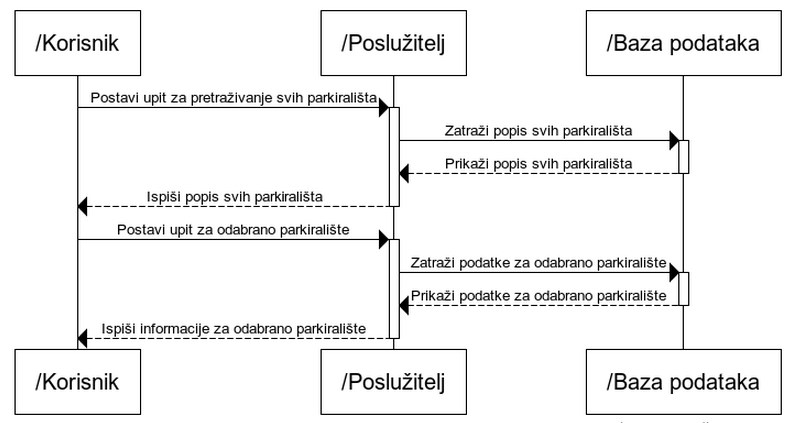 /Korisnik
/Poslužitelj
/Baza podataka
Postavi upit za pretraživanje svih parkirališta
Zatraži popis svih parkirališta
Prikaži popis svih parkirališta
Ispiši popis svih parkirališta
Postavi upit za odabrano parkiralište
Zatraži podatke za odabrano parkiralište
Prikaži podatke za odabrano parkiralište
Ispiši informacije za odabrano parkiralište
/Korisnik
/Poslužitelj
/Baza podataka